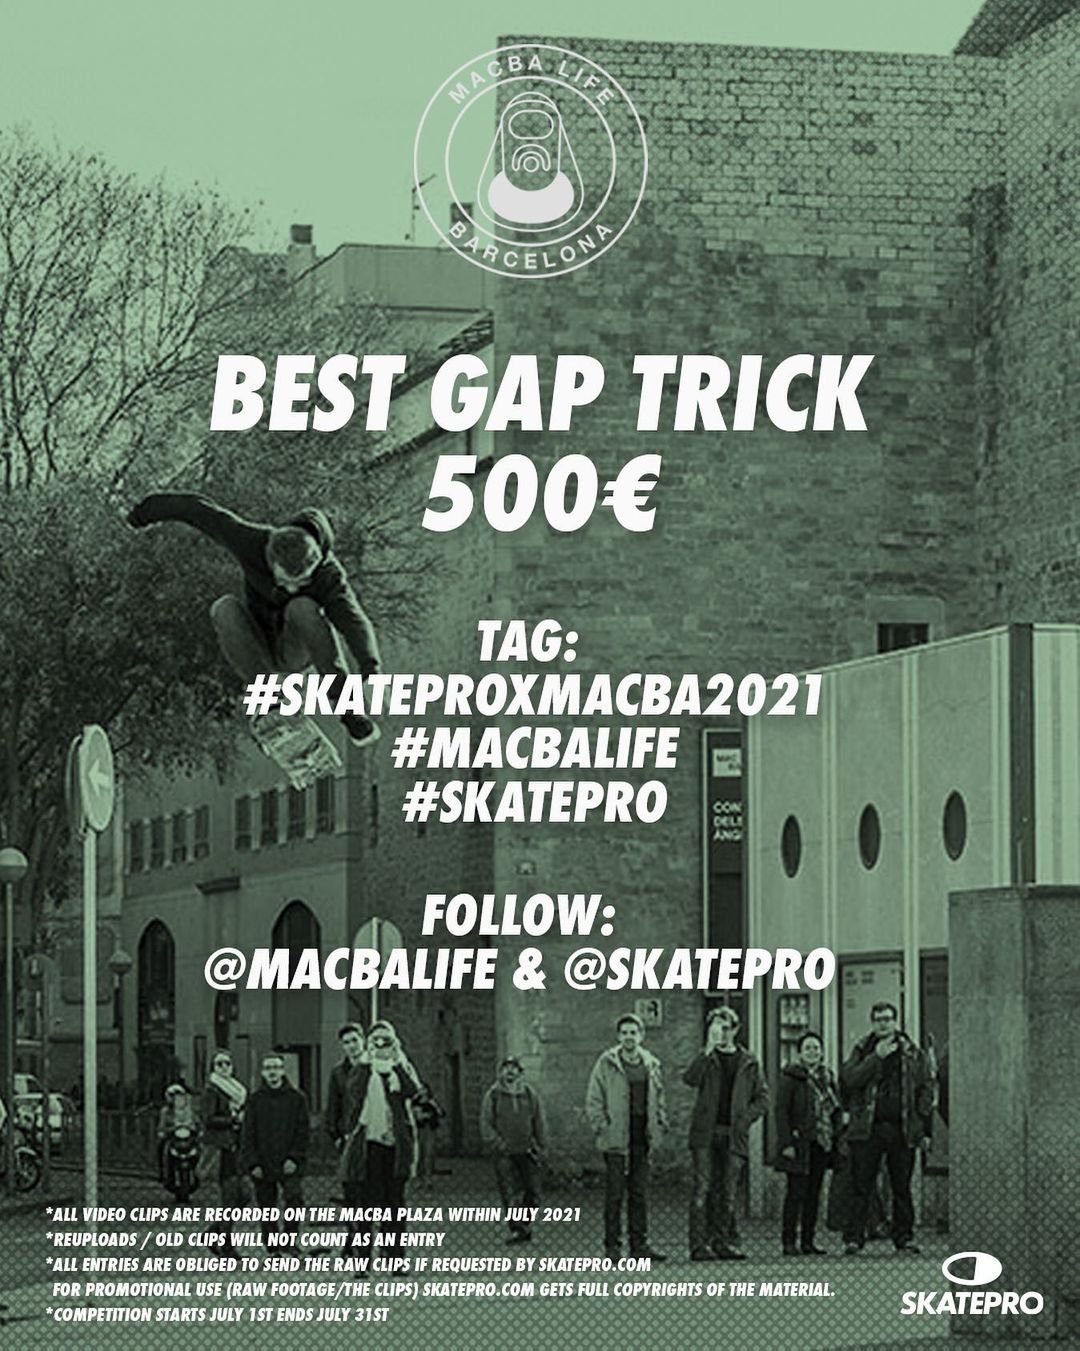 MACBA LIFE
BARCELONA
BEST GAP TRICK
500€
TAG:
#SKATEPROXMACBA2021
#MACBALIFE
#SKATEPRO
FOLLOW:
@MACBALIFE & @SKATEPRO
*ALL VIDEO CLIPS ARE RECORDED ON THE MACBA PLAZA WITHIN JULY 2021
*REUPLOADS / OLD CLIPS WILL NOT COUNT AS AN ENTRY
*ALL ENTRIES ARE OBLIGED TO SEND THE RAW CLIPS IF REQUESTED BY SKATEPRO.COM
FOR PROMOTIONAL USE (RAW FOOTAGE/THE CLIPS) SKATEPRO.COM GETS FULL COPYRIGHTS OF THE MATERIAL.
*COMPETITION STARTS JULY 1ST ENDS JULY 31ST
SKATEPRO